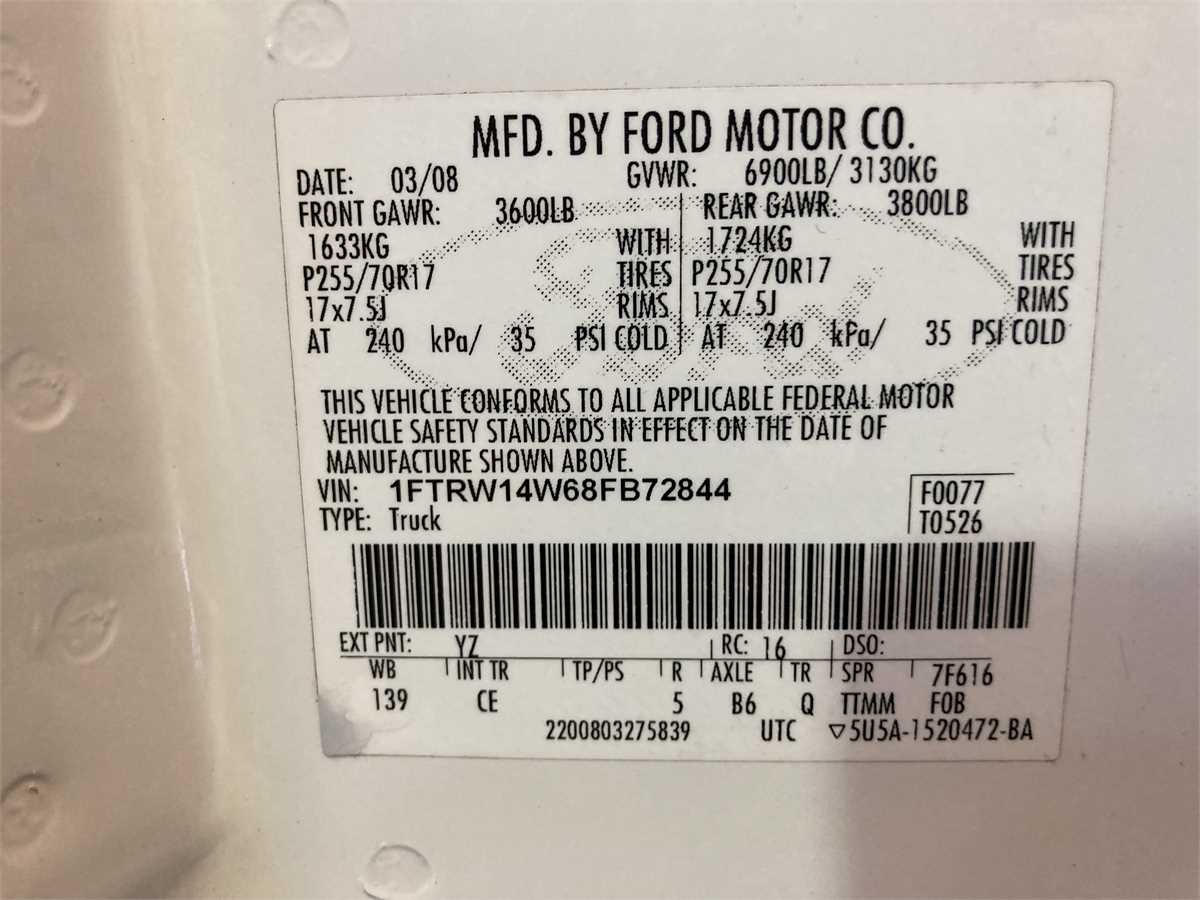 MFD. BY FORD MOTOR CO.
DATE: 03/08 GVWR: 6900LB/ 3130KG
FRONT GAWR: 3600LB REAR GAWR: 3800LB
1633KG WITH 1724KG WITH
P255/70R17 TIRES P255/70R17 TIRES
17x7.5J RIMS 17x7.5J RIMS
AT 240 kPa/ 35 PSI COLD AT 240 kPa/ 35 PSI COLD
THIS VEHICLE CONFORMS TO ALL APPLICABLE FEDERAL MOTOR
VEHICLE SAFETY STANDARDS IN EFFECT ON THE DATE OF
MANUFACTURE SHOWN ABOVE.
VIN: 1FTRW14W68FB72844 F0077
TYPE: Truck T0526
EXT PNT: YZ RC: 16 DSO:
WB INT TR TP/PS R AXLE TR SPR 7F616
139 CE 5 B6 Q TTMM FOB
2200803275839 UTC ▽5U5A-1520472-BA